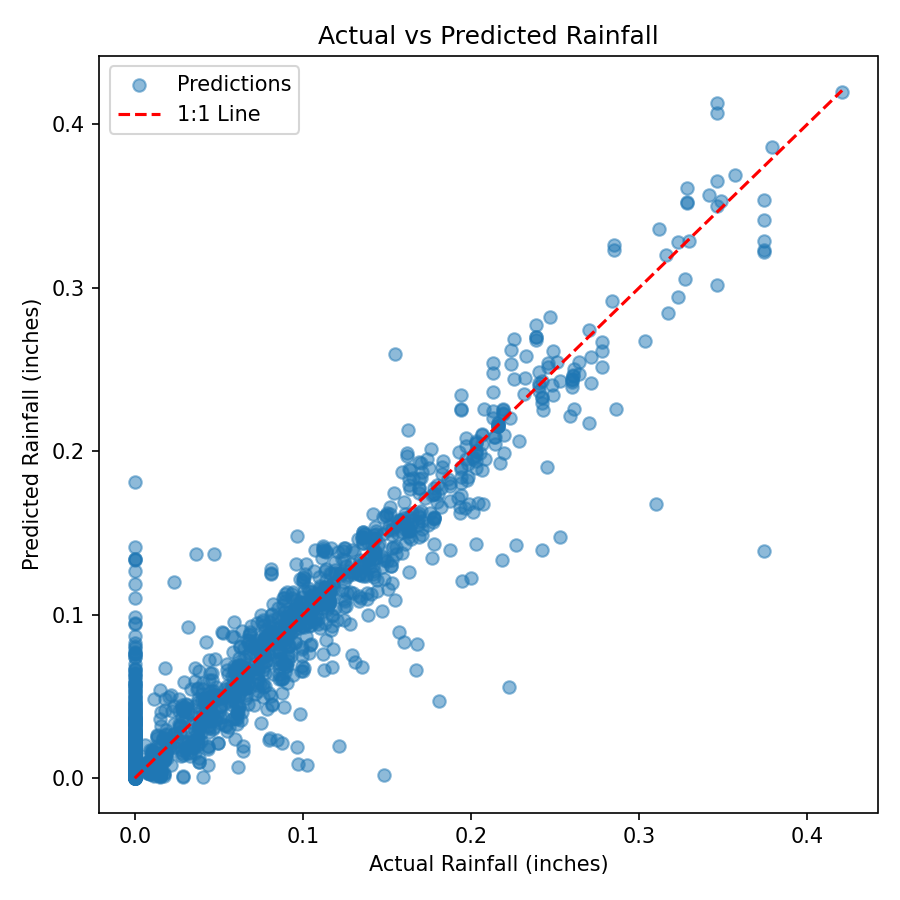 Actual vs Predicted Rainfall
Predictions
1:1 Line
0.4
0.3
0.2
0.1
0.0
Predicted Rainfall (inches)
0.0 0.1 0.2 0.3 0.4
Actual Rainfall (inches)